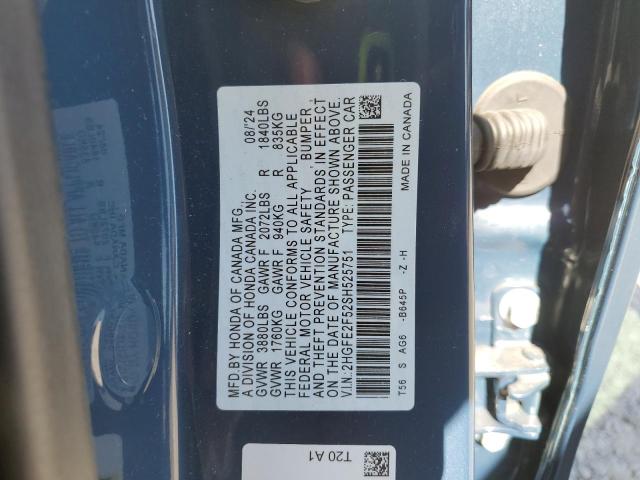 MFD.BY HONDA OF CANADA MFG. 08/24
A DIVISION OF HONDA CANADA INC.
GVWR 3880LBS GAWR F 2072LBS R 1840LBS
GVWR 1760KG GAWR F 940KG R 835KG
THIS VEHICLE CONFORMS TO ALL APPLICABLE
FEDERAL MOTOR VEHICLE SAFETY BUMPER,
AND THEFT PREVENTION STANDARDS IN EFFECT
ON THE DATE OF MANUFACTURE SHOWN ABOVE.
V.I.N:2HGFE2F52SH525751 TYPE: PASSENGER CAR
T56 S AG6 -B645P -Z -H MADE IN CANADA
T20 A1